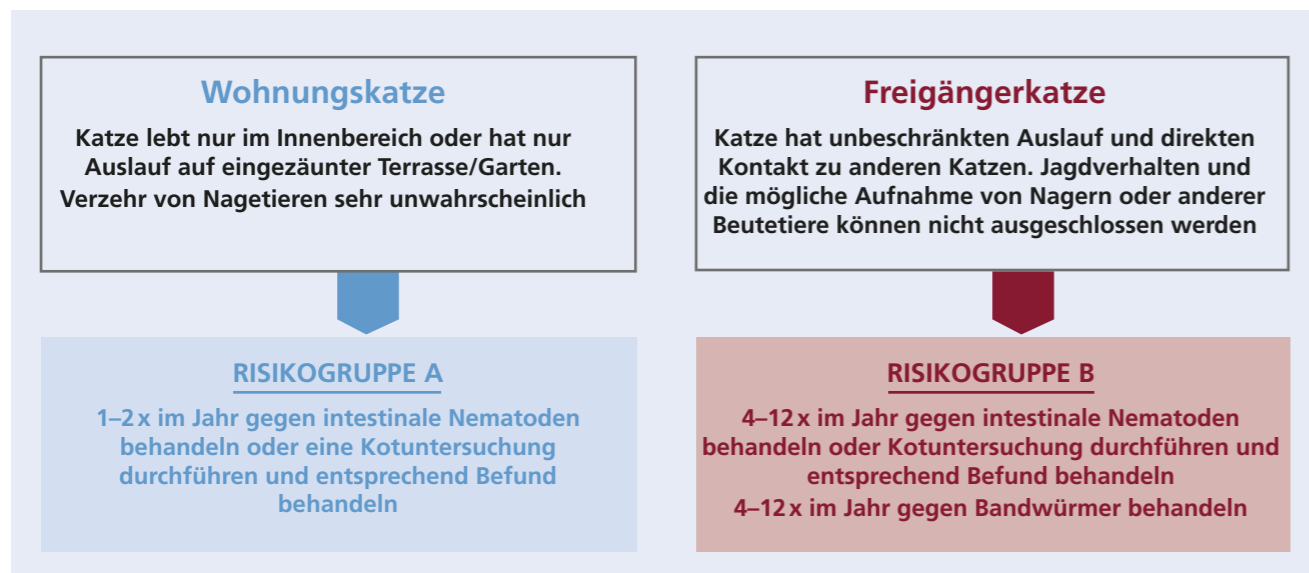 Wohnungskatze
Katze lebt nur im Innenbereich oder hat nur
Auslauf auf eingezäunter Terrasse/Garten.
Verzehr von Nagetieren sehr unwahrscheinlich
RISIKOGRUPPE A
1–2 x im Jahr gegen intestinale Nematoden
behandeln oder eine Kotuntersuchung
durchführen und entsprechend Befund
behandeln
Freigängerkatze
Katze hat unbeschränkten Auslauf und direkten
Kontakt zu anderen Katzen. Jagdverhalten und
die mögliche Aufnahme von Nagern oder anderer
Beutetiere können nicht ausgeschlossen werden
RISIKOGRUPPE B
4–12 x im Jahr gegen intestinale Nematoden
behandeln oder Kotuntersuchung durchführen und
entsprechend Befund behandeln
4–12 x im Jahr gegen Bandwürmer behandeln